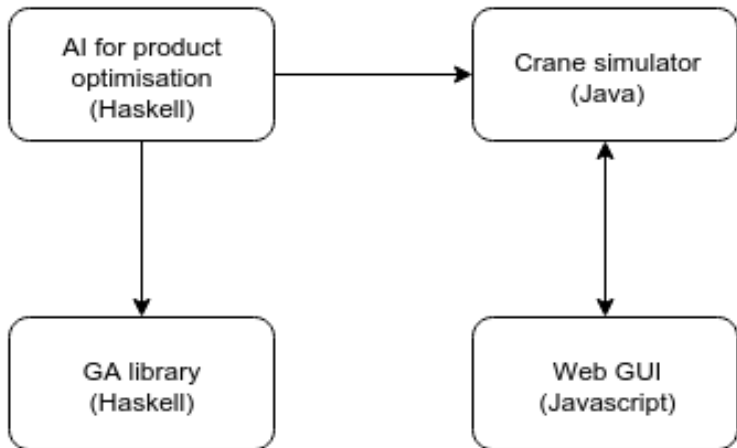 AI for product
optimisation
(Haskell)
Crane simulator
(Java)
GA library
(Haskell)
Web GUI
(Javascript)